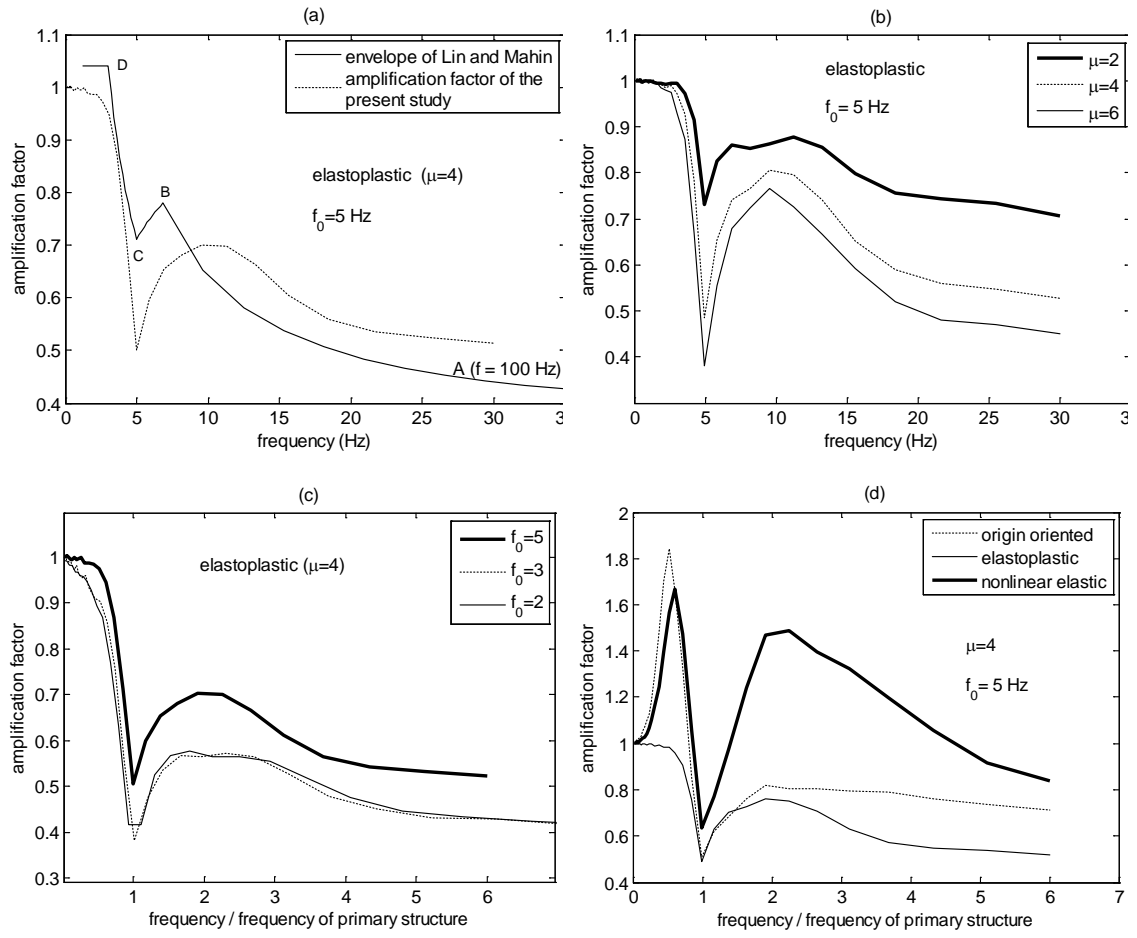 (a)
1.1
1
0.9
0.8
0.7
0.6
0.5
0.4
amplification factor
0 5 10 15 20 25 30 35
frequency (Hz)
envelope of Lin and Mahin
amplification factor of the
present study
elastoplastic (μ=4)
f0=5 Hz
D
B
C
A (f = 100 Hz)
(b)
1.1
1
0.9
0.8
0.7
0.6
0.5
0.4
amplification factor
0 5 10 15 20 25 30
frequency (Hz)
elastoplastic
f0= 5 Hz
μ=2
μ=4
μ=6
(c)
1
0.9
0.8
0.7
0.6
0.5
0.4
0.3
amplification factor
1 2 3 4 5 6
frequency / frequency of primary structure
elastoplastic (μ=4)
f0=5
f0=3
f0=2
(d)
2
1.8
1.6
1.4
1.2
1
0.8
0.6
0.4
amplification factor
0 1 2 3 4 5 6 7
frequency / frequency of primary structure
origin oriented
elastoplastic
nonlinear elastic
μ=4
f0= 5 Hz